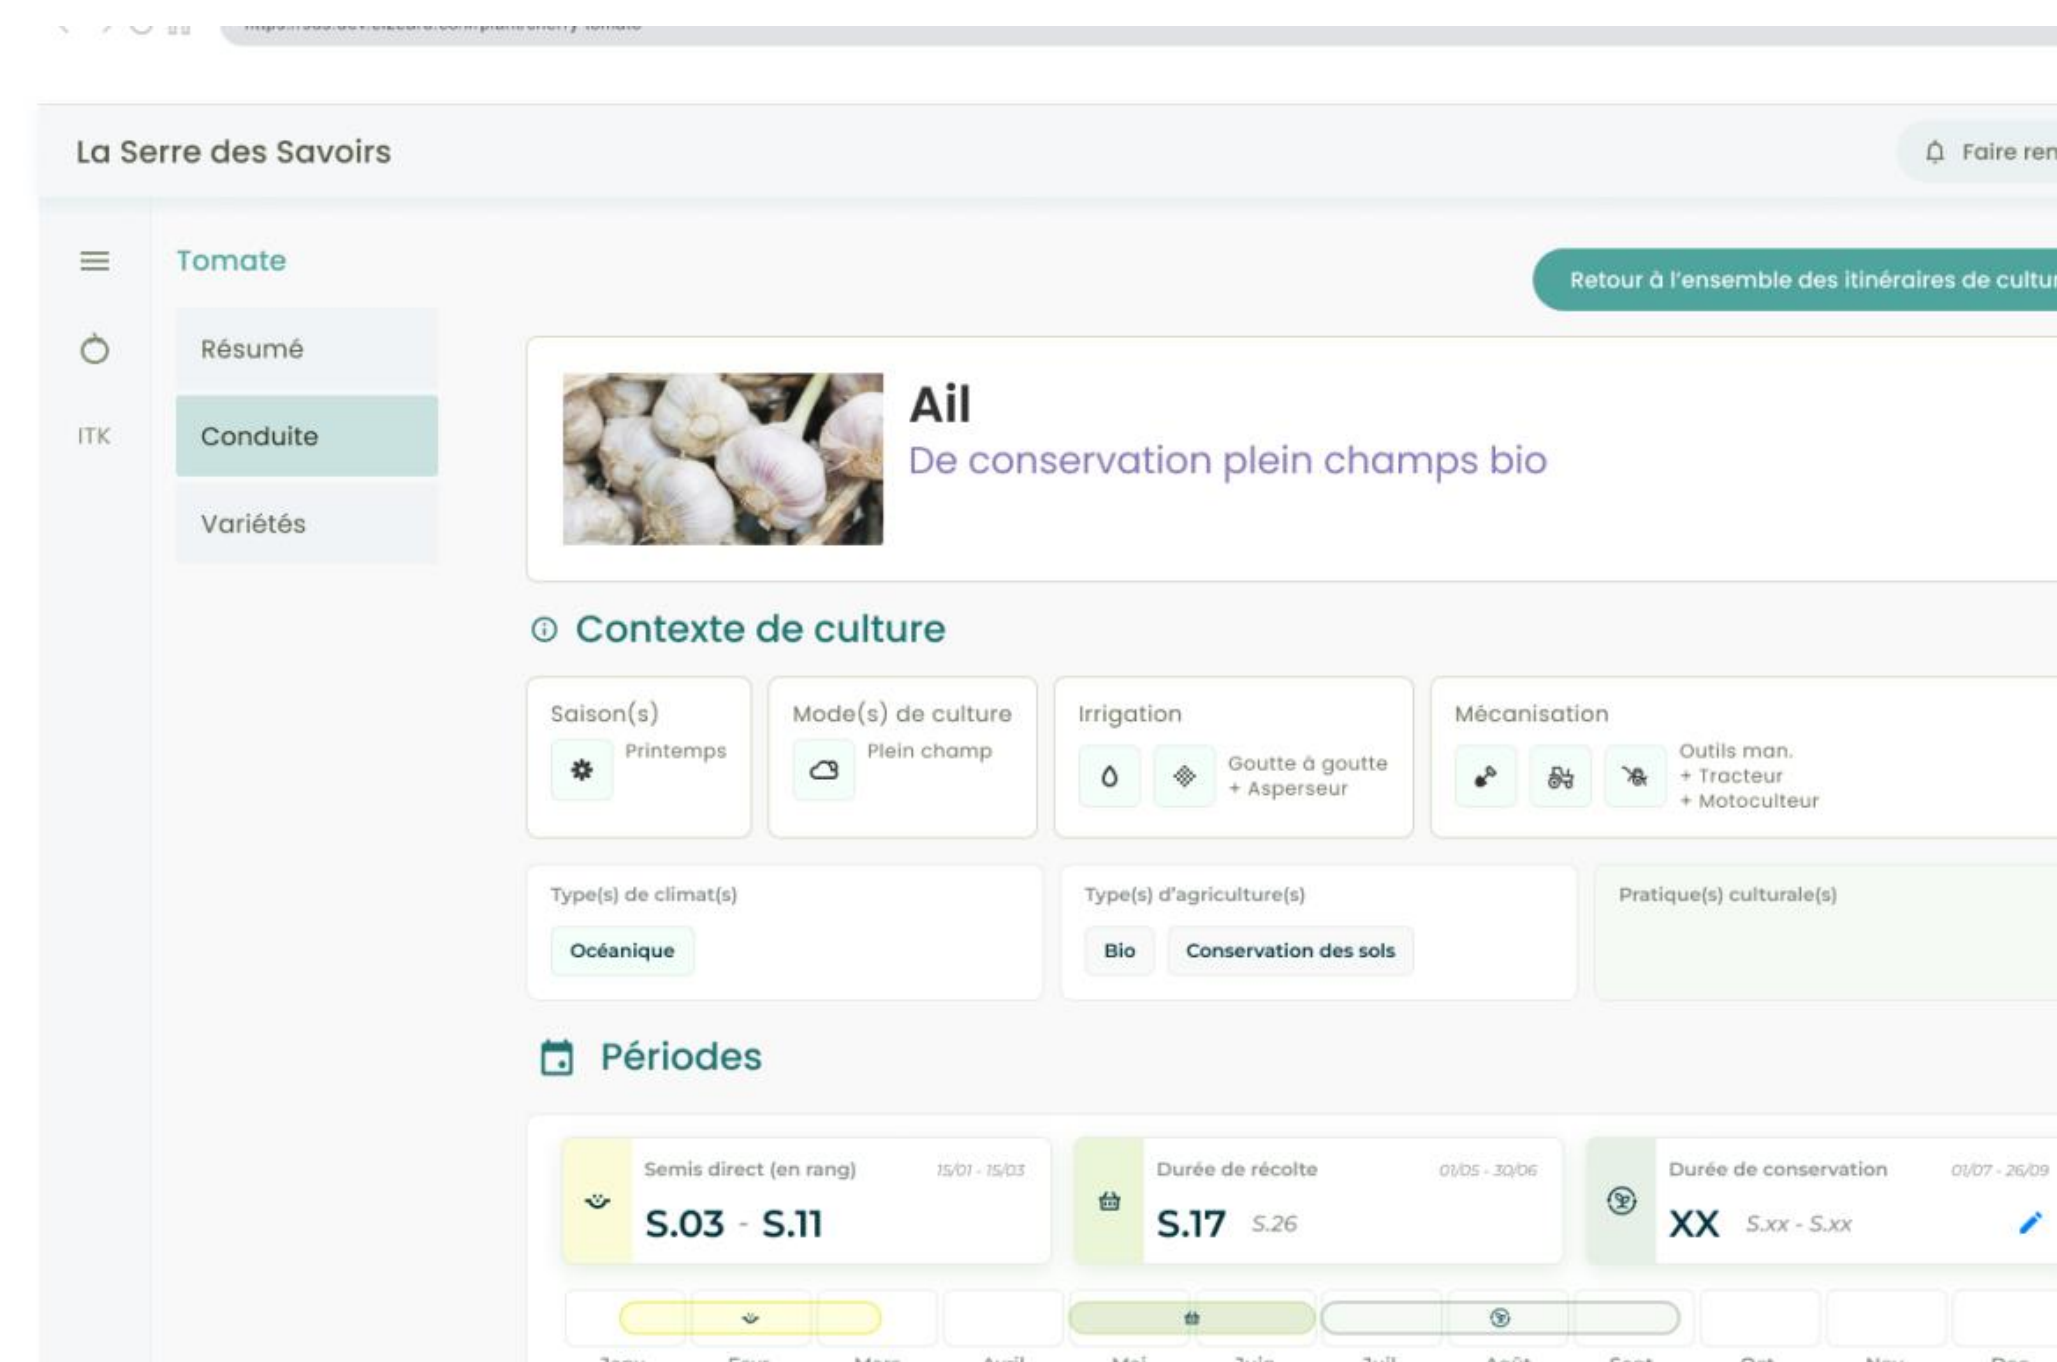 La Serre des Savoirs
Faire ren
Tomate
Retour à l'ensemble des itinéraires de cultur
Résumé
Conduite
Variétés
ITK
Ail
De conservation plein champs bio
Contexte de culture
Saison(s)
Printemps
Mode(s) de culture
Plein champ
Irrigation
Goutte à goutte
+ Asperseur
Mécanisation
Outils man.
+ Tracteur
+ Motoculteur
Type(s) de climat(s)
Océanique
Type(s) d'agriculture(s)
Bio
Conservation des sols
Pratique(s) culturale(s)
Périodes
Semis direct (en rang)
15/01 - 15/03
S.03 - S.11
Durée de récolte
01/05 - 30/06
S.17 S.26
Durée de conservation
01/07 - 26/09
XX S.xx - S.xx